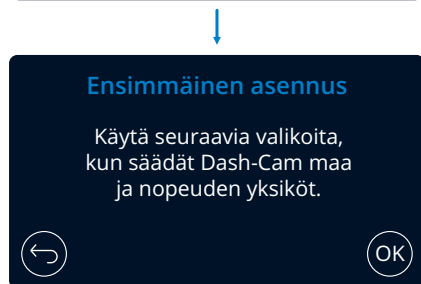 Ensimmäinen asennus
Käytä seuraavia valikoita,
kun säädät Dash-Cam maa
ja nopeuden yksiköt.
OK